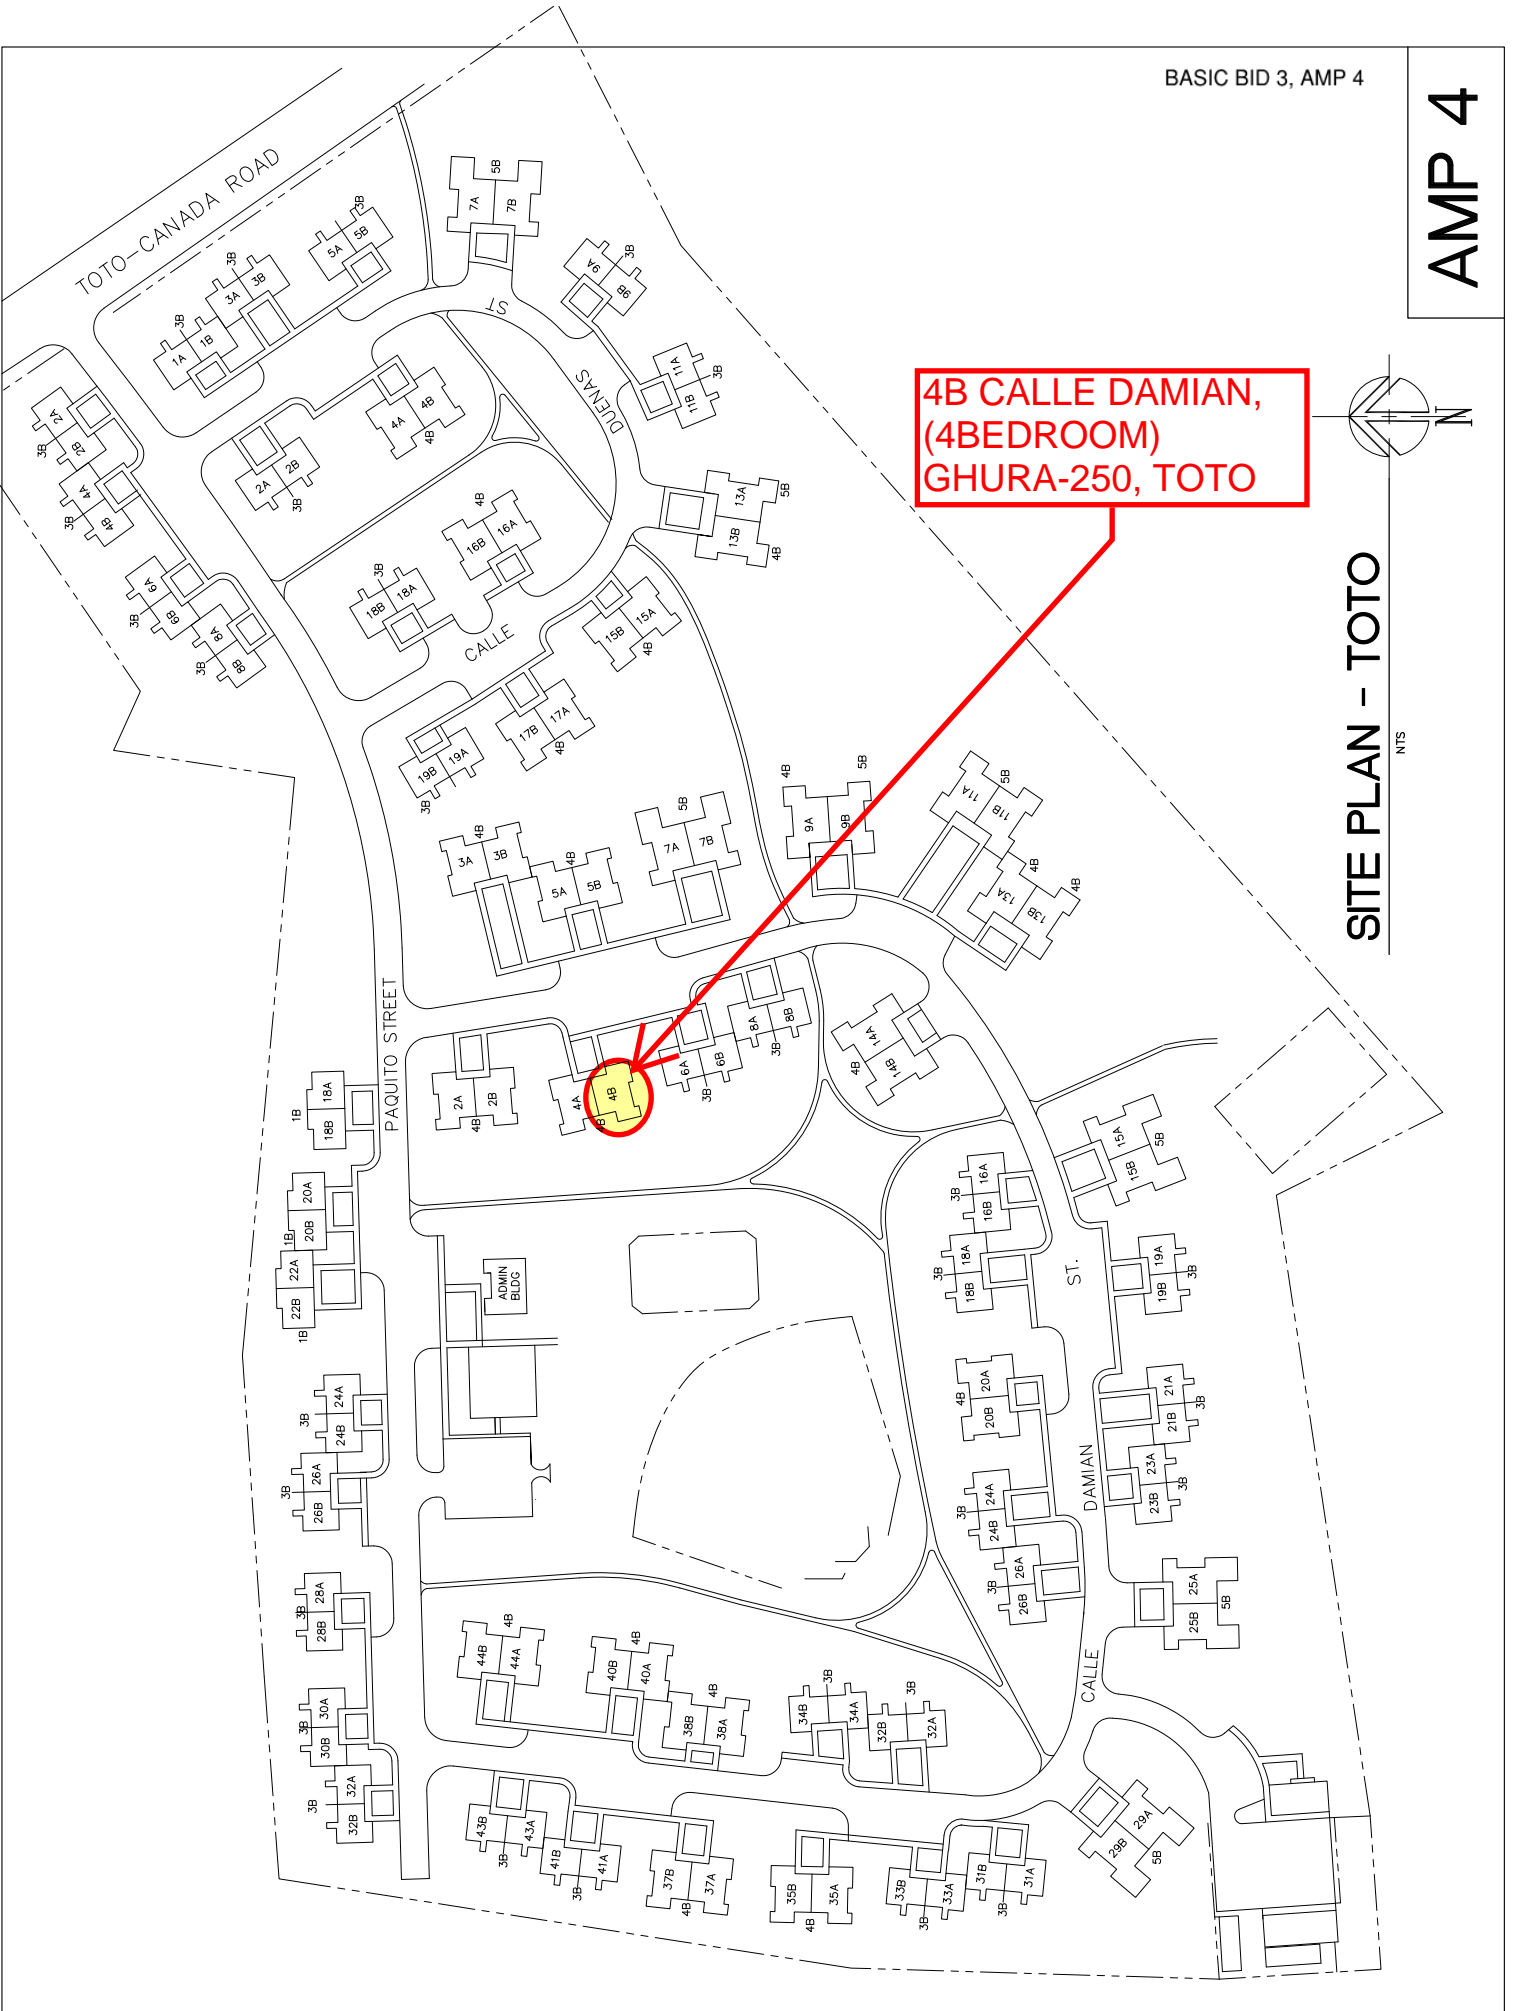 BASIC BID 3, AMP 4
AMP 4
4B CALLE DAMIAN,
(4BEDROOM)
GHURA-250, TOTO
N
SITE PLAN - TOTO
NTS
TOTO-CANADA ROAD
5B
7A
7B
3B
5A
5B
3B
3A
3B
3B
1A
1B
9A
3B
9B
ST
DUENAS
11A
3B
11B
2A
3B
2B
4A
3B
4B
4A
4B
4B
2A
2B
3B
13A
5B
13B
4B
4B
16A
16B
3B
18A
18B
6A
3B
6B
8A
3B
8B
CALLE
15B
15A
4B
17B
17A
4B
19B
19A
3B
3A
4B
3B
5A
4B
5B
7A
5B
7B
4B
9A
5B
9B
11A
5B
11B
13A
4B
13B
4B
PAQUITO STREET
2A
2B
4B
4A
4B
4B
6A
6B
3B
8A
8B
3B
14A
4B
14B
15A
5B
15B
1B
18A
18B
20A
1B
20B
22A
22B
1B
ADMIN
BLDG
16A
3B
16B
18A
3B
18B
ST.
19A
3B
19B
24A
3B
24B
26A
3B
26B
20A
4B
20B
21A
3B
21B
23A
3B
23B
DAMIAN
24A
3B
24B
26A
3B
26B
25A
5B
25B
28A
3B
28B
30A
3B
30B
32A
3B
32B
44B
4B
44A
40B
4B
40A
38B
4B
38A
34B
3B
34A
32B
3B
32A
CALLE
43B
43A
3B
41B
41A
3B
37B
37A
4B
35B
35A
4B
33B
33A
3B
31B
31A
3B
29B
29A
5B